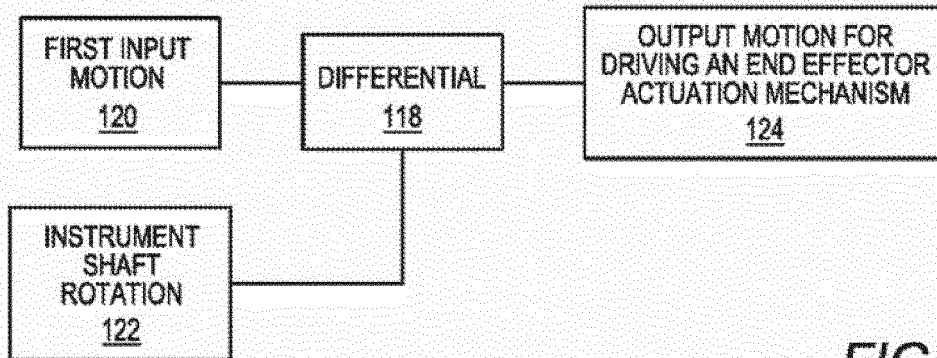 FIRST INPUT
MOTION
120
DIFFERENTIAL
118
OUTPUT MOTION FOR
DRIVING AN END EFFECTOR
ACTUATION MECHANISM
124
INSTRUMENT
SHAFT
ROTATION
122
FIG